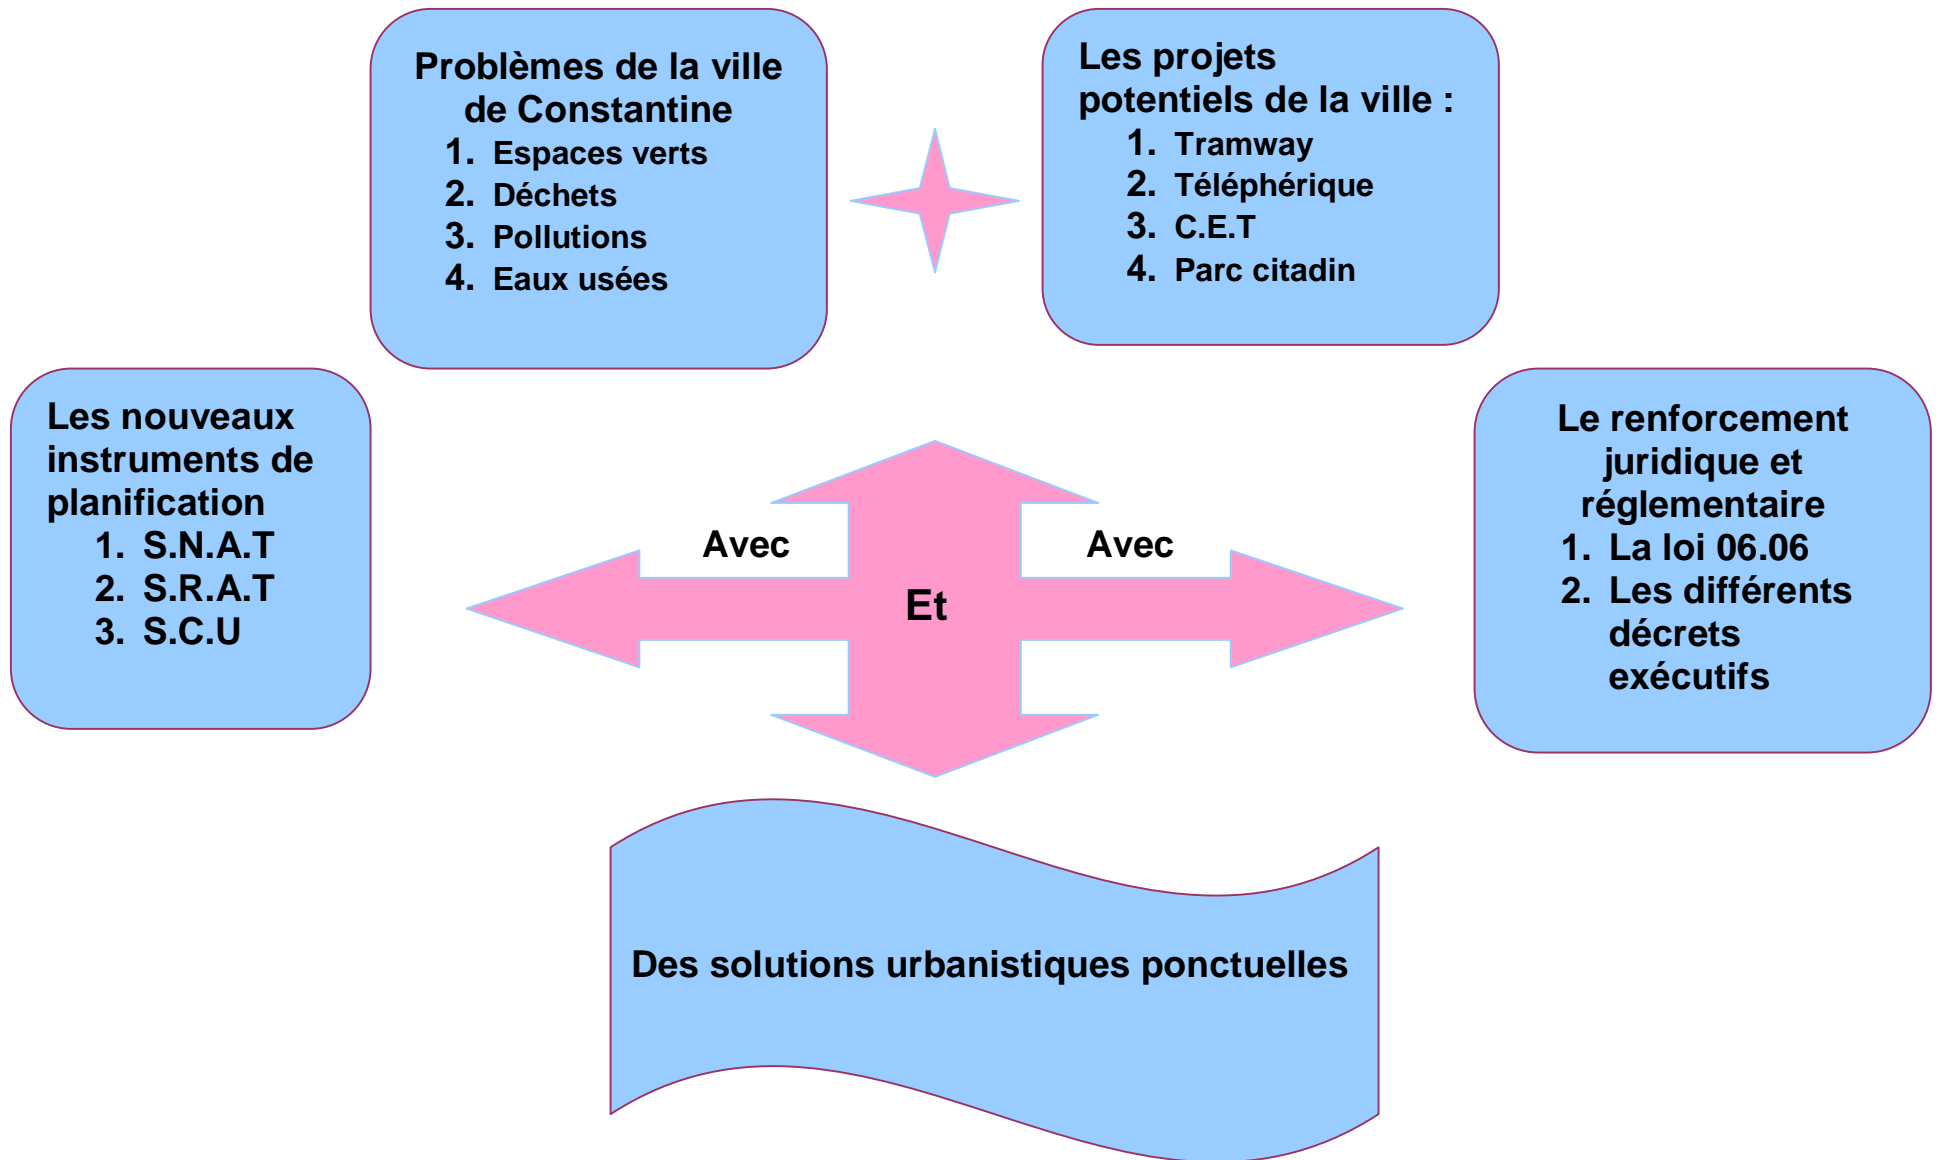 Problèmes de la ville
de Constantine
1. Espaces verts
2. Déchets
3. Pollutions
4. Eaux usées
Les projets
potentiels de la ville :
1. Tramway
2. Téléphérique
3. C.E.T
4. Parc citadin
Les nouveaux
instruments de
planification
1. S.N.A.T
2. S.R.A.T
3. S.C.U
Avec
Avec
Et
Le renforcement
juridique et
réglementaire
1. La loi 06.06
2. Les différents
décrets
exécutifs
Des solutions urbanistiques ponctuelles